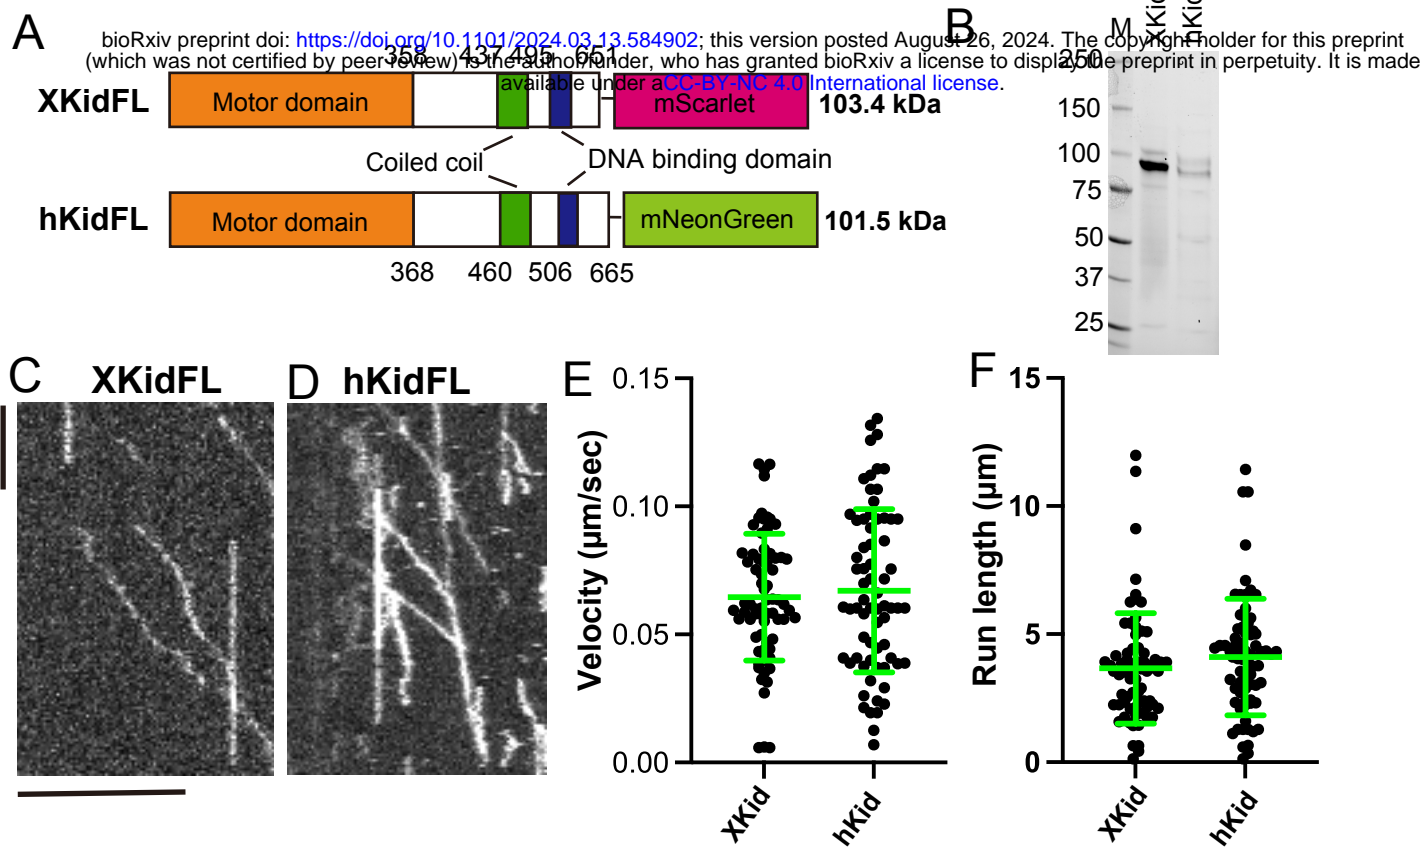 A
B
M XKid hKid
bioRxiv preprint doi: https://doi.org/10.1101/2024.03.13.584902; this version posted August 26, 2024. The copyright holder for this preprint
(which was not certified by peer review) is the author/funder, who has granted bioRxiv a license to display the preprint in perpetuity. It is made
available under aCC-BY-NC 4.0 International license.
358 437 495 651
XKidFL Motor domain mScarlet 103.4 kDa
Coiled coil DNA binding domain
hKidFL Motor domain mNeonGreen 101.5 kDa
368 460 506 665
250
150
100
75
50
37
25
C XKidFL
D hKidFL
E
Velocity (µm/sec)
0.15
0.10
0.05
0.00
XKid hKid
F
Run length (µm)
15
10
5
0
XKid hKid